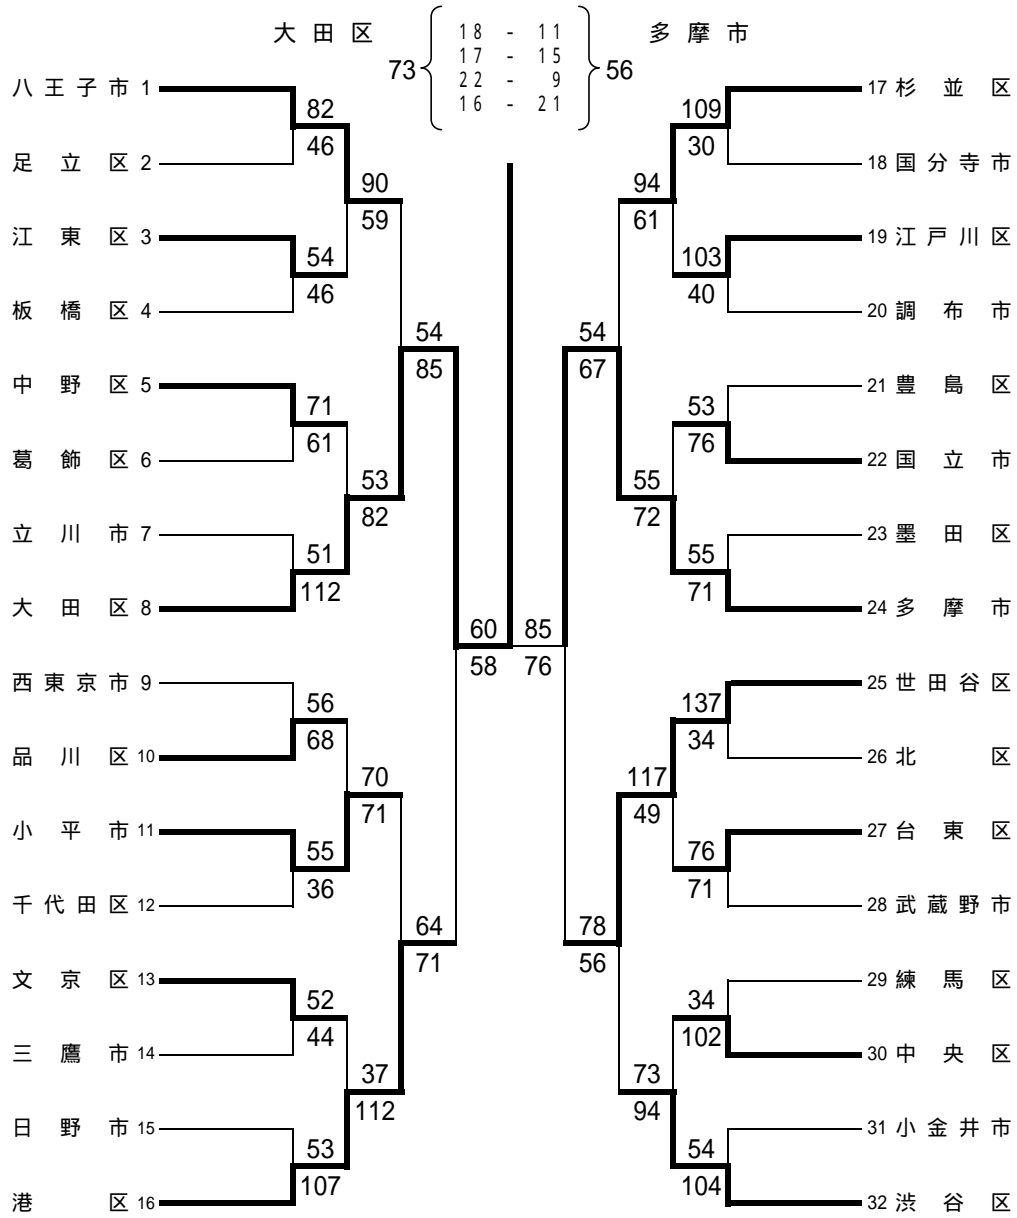 大田区 73 18 - 11 56 多摩市
17 - 15
22 - 9
16 - 21
八王子市 1
82
46
足立区 2
90
59
江東区 3
54
46
板橋区 4
54
85
中野区 5
71
61
葛飾区 6
53
82
立川市 7
51
112
大田区 8
60
58
西東京市 9
56
68
品川区 10
70
71
小平市 11
55
36
千代田区 12
64
71
文京区 13
52
44
三鷹市 14
37
112
日野市 15
53
107
港区 16
17 杉並区
109
30
18 国分寺市
94
61
19 江戸川区
103
40
20 調布市
54
67
21 豊島区
53
76
22 国立市
55
72
23 墨田区
55
71
24 多摩市
85
76
25 世田谷区
137
34
26 北区
117
49
27 台東区
76
71
28 武蔵野市
78
56
29 練馬区
34
102
30 中央区
73
94
31 小金井市
54
104
32 渋谷区